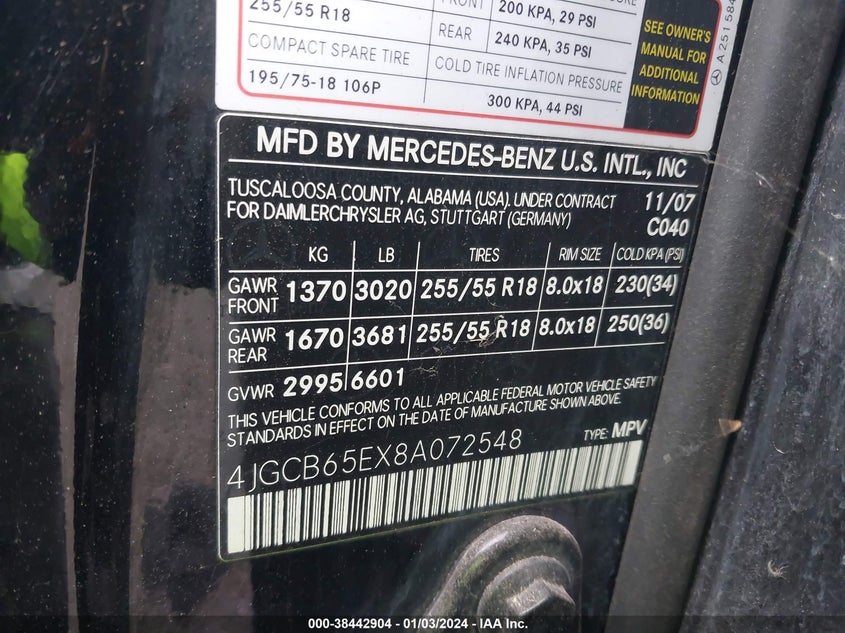 255/55 R18
FRONT 200 KPA, 29 PSI
REAR 240 KPA, 35 PSI
COMPACT SPARE TIRE
COLD TIRE INFLATION PRESSURE
195/75-18 106P
300 KPA, 44 PSI
SEE OWNER'S
MANUAL FOR
ADDITIONAL
INFORMATION
A 251 584
MFD BY MERCEDES-BENZ U.S. INTL., INC
TUSCALOOSA COUNTY, ALABAMA (USA). UNDER CONTRACT
FOR DAIMLERCHRYSLER AG, STUTTGART (GERMANY)
11/07
C040
KG LB TIRES RIM SIZE COLD KPA (PSI)
GAWR FRONT 1370 3020 255/55 R18 8.0x18 230(34)
GAWR REAR 1670 3681 255/55 R18 8.0x18 250(36)
GVWR 2995 6601
THIS VEHICLE CONFORMS TO ALL APPLICABLE FEDERAL MOTOR VEHICLE SAFETY
STANDARDS IN EFFECT ON THE DATE OF MANUFACTURE SHOWN ABOVE.
4JGCB65EX8A072548
TYPE: MPV
000-38442904 - 01/03/2024 - IAA Inc.